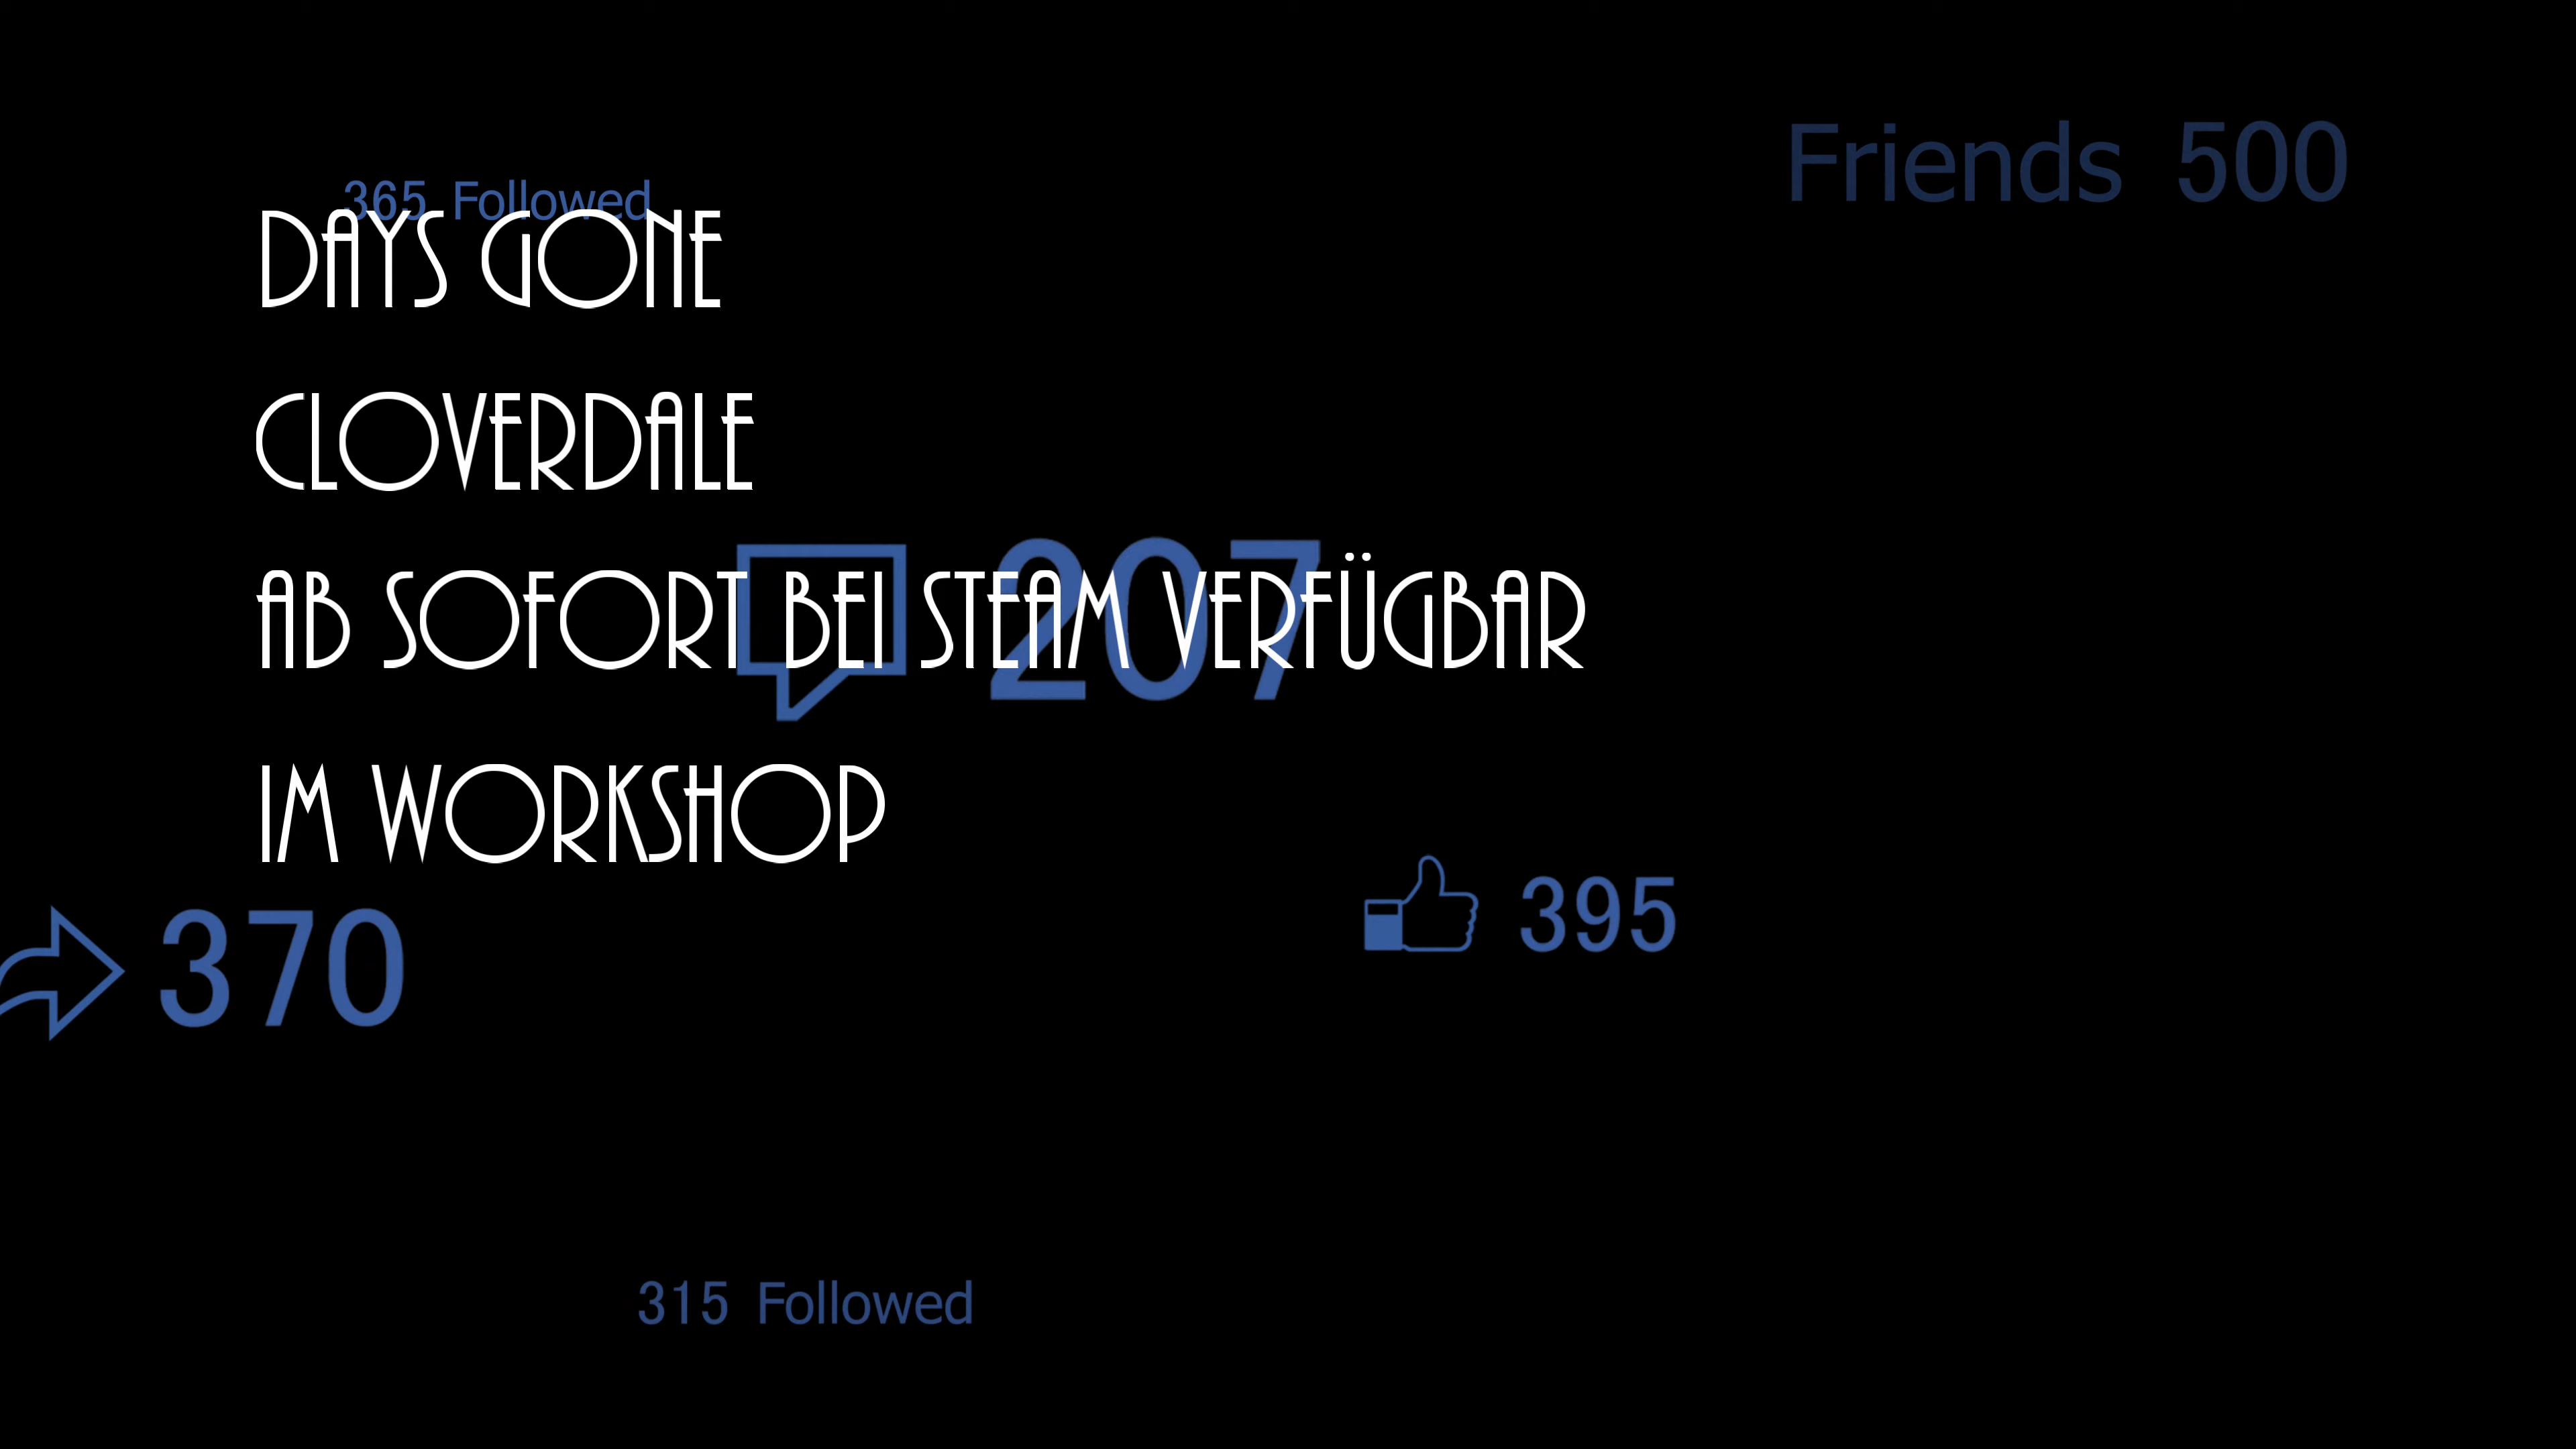 Friends 500
365 Followed
DAYS GONE
CLOVERDALE
207
AB SOFORT BEI STEAM VERFÜGBAR
IM WORKSHOP
395
370
315 Followed